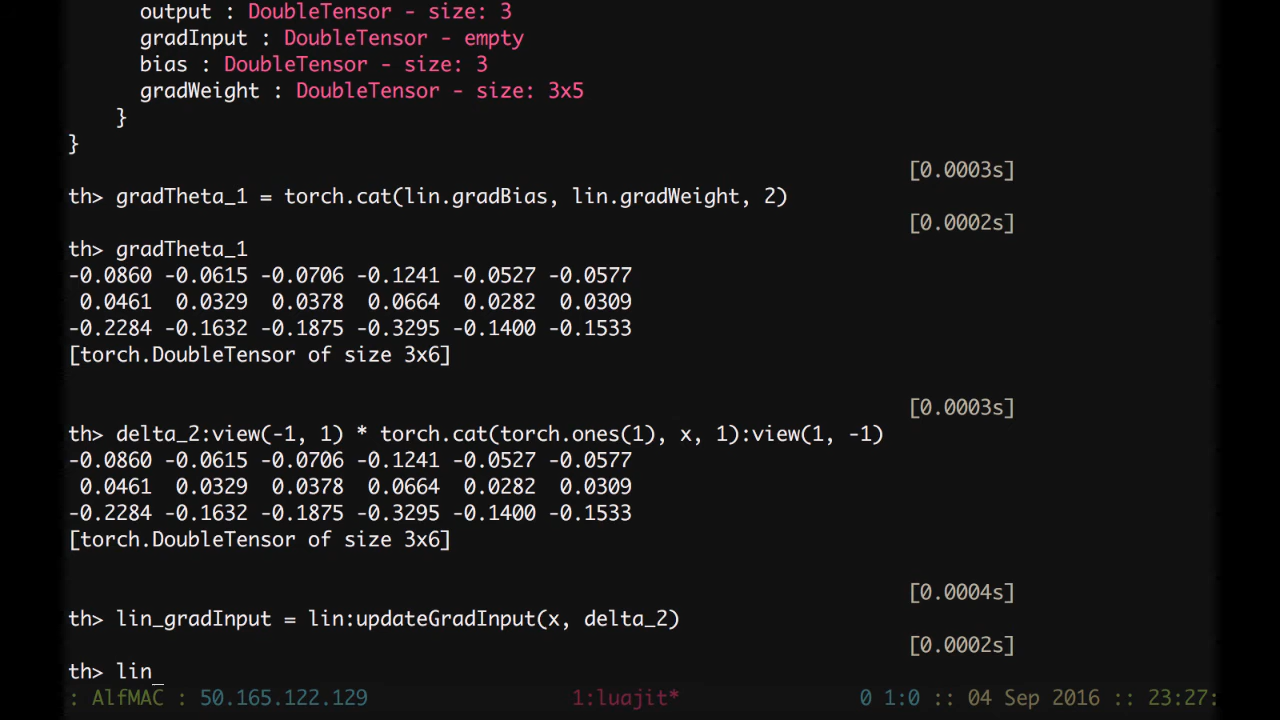 output : DoubleTensor - size: 3
gradInput : DoubleTensor - empty
bias : DoubleTensor - size: 3
gradWeight : DoubleTensor - size: 3x5
}
}
[0.0003s]
th> gradTheta_1 = torch.cat(lin.gradBias, lin.gradWeight, 2)
[0.0002s]
th> gradTheta_1
-0.0860 -0.0615 -0.0706 -0.1241 -0.0527 -0.0577
0.0461 0.0329 0.0378 0.0664 0.0282 0.0309
-0.2284 -0.1632 -0.1875 -0.3295 -0.1400 -0.1533
[torch.DoubleTensor of size 3x6]
[0.0003s]
th> delta_2:view(-1, 1) * torch.cat(torch.ones(1), x, 1):view(1, -1)
-0.0860 -0.0615 -0.0706 -0.1241 -0.0527 -0.0577
0.0461 0.0329 0.0378 0.0664 0.0282 0.0309
-0.2284 -0.1632 -0.1875 -0.3295 -0.1400 -0.1533
[torch.DoubleTensor of size 3x6]
[0.0004s]
th> lin_gradInput = lin:updateGradInput(x, delta_2)
[0.0002s]
th> lin_
: AlfMAC : 50.165.122.129 1:luajit* 0 1:0 :: 04 Sep 2016 :: 23:27: